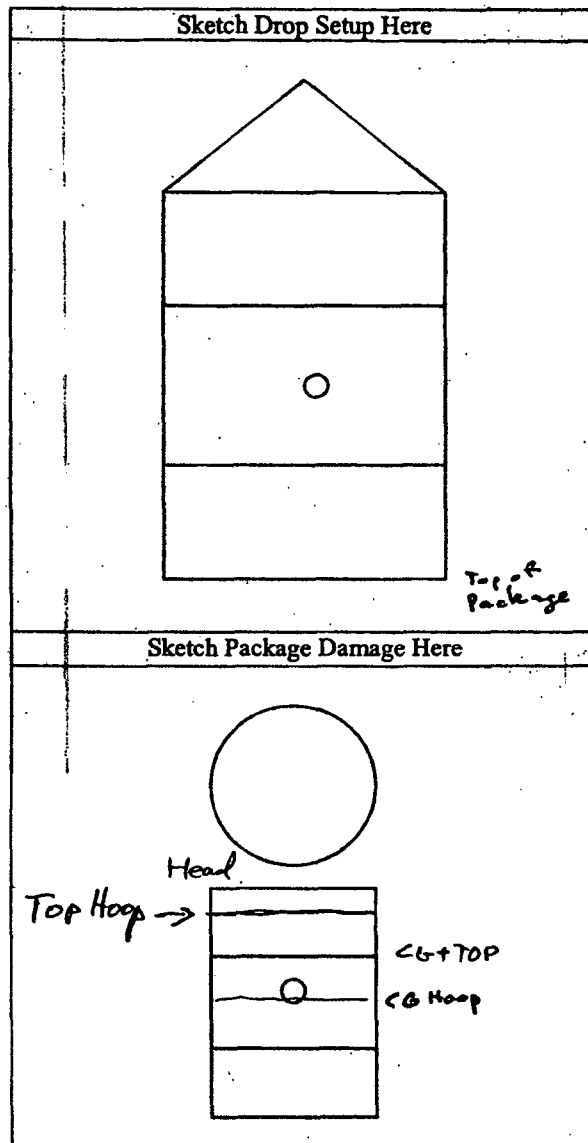 Sketch Drop Setup Here
Top of
Package
Sketch Package Damage Here
Head
Top Hoop →
CG+TOP
CG Hoop